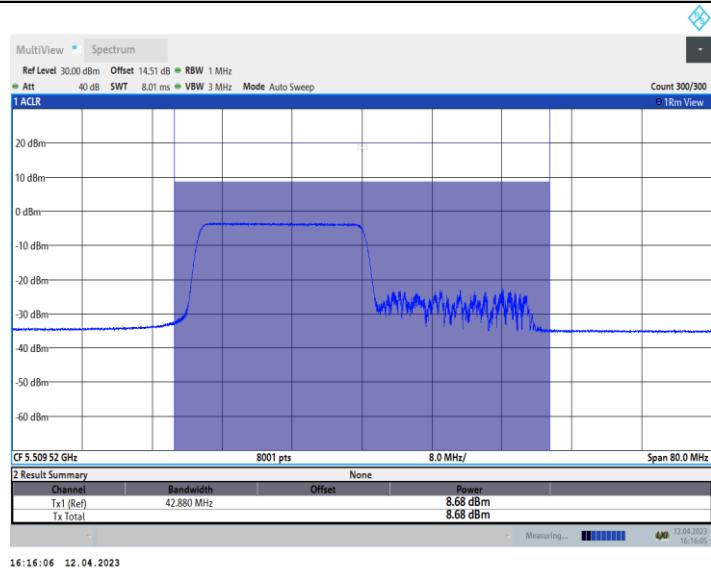 R S
MultiView Spectrum
Ref Level 30.00 dBm Offset 14.51 dB RBW 1 MHz
Att 40 dB SWT 8.01 ms VBW 3 MHz Mode Auto Sweep Count 300/300
1 ACLR 1Rm View
20 dBm
10 dBm
0 dBm
-10 dBm
-20 dBm
-30 dBm
-40 dBm
-50 dBm
-60 dBm
CF 5.509 52 GHz 8001 pts 8.0 MHz/ Span 80.0 MHz
2 Result Summary None
Channel Bandwidth Offset Power
Tx1 (Ref) 42.880 MHz 8.68 dBm
Tx Total 8.68 dBm
Measuring... 12.04.2023
16:16:05
16:16:06 12.04.2023